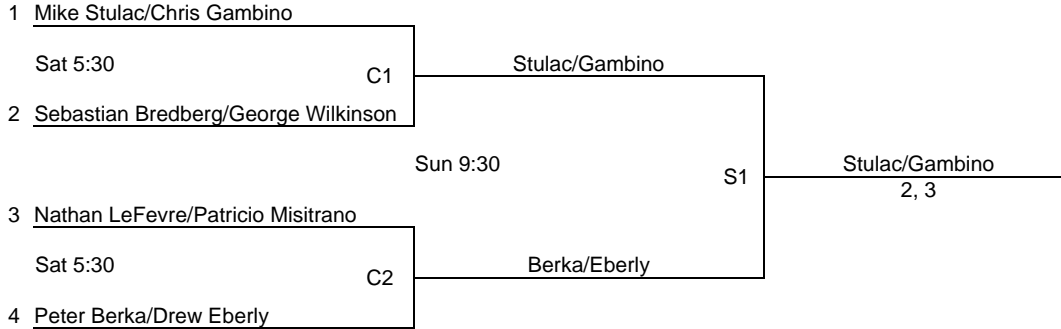 1 Mike Stulac/Chris Gambino
Sat 5:30
C1
Stulac/Gambino
2 Sebastian Bredberg/George Wilkinson
Sun 9:30
S1
Stulac/Gambino
2, 3
3 Nathan LeFevre/Patricio Misitrano
Sat 5:30
C2
Berka/Eberly
4 Peter Berka/Drew Eberly